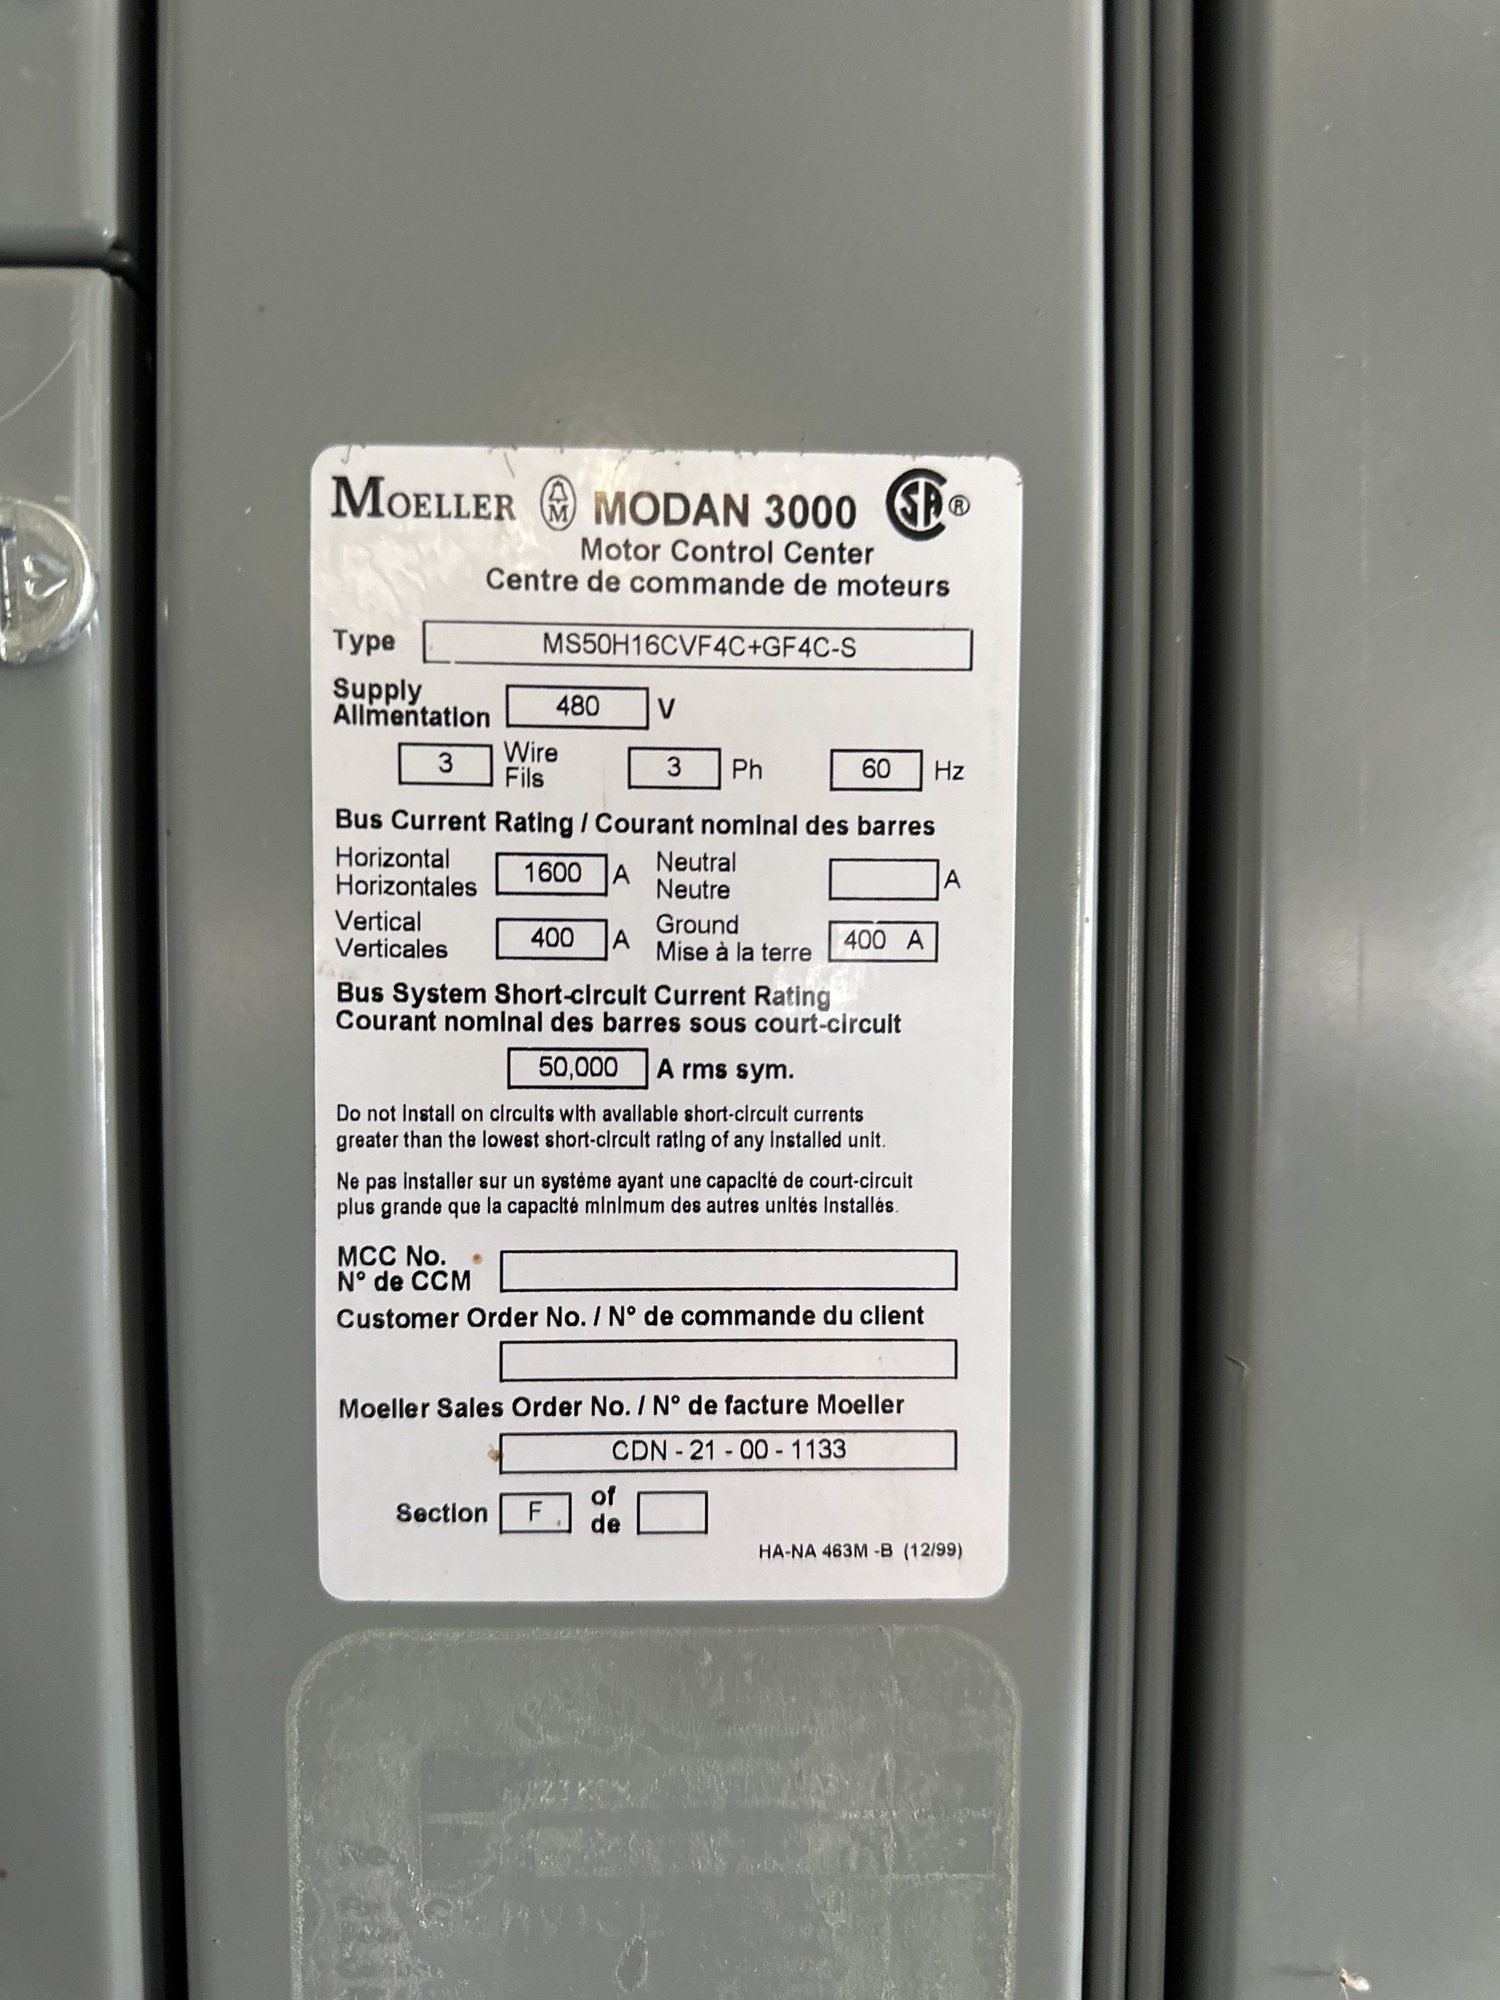 MOELLER MODAN 3000 ®
Motor Control Center
Centre de commande de moteurs
Type MS50H16CVF4C+GF4C-S
Supply
Alimentation 480 V
3 Wire Fils 3 Ph 60 Hz
Bus Current Rating / Courant nominal des barres
Horizontal Horizontales 1600 A Neutral Neutre A
Vertical Verticales 400 A Ground Mise à la terre 400 A
Bus System Short-circuit Current Rating
Courant nominal des barres sous court-circuit
50,000 A rms sym.
Do not install on circuits with available short-circuit currents
greater than the lowest short-circuit rating of any installed unit.
Ne pas installer sur un système ayant une capacité de court-circuit
plus grande que la capacité minimum des autres unités installés.
MCC No.
N° de CCM
Customer Order No. / N° de commande du client
Moeller Sales Order No. / N° de facture Moeller
CDN - 21 - 00 - 1133
Section F of de
HA-NA 463M -B (12/99)